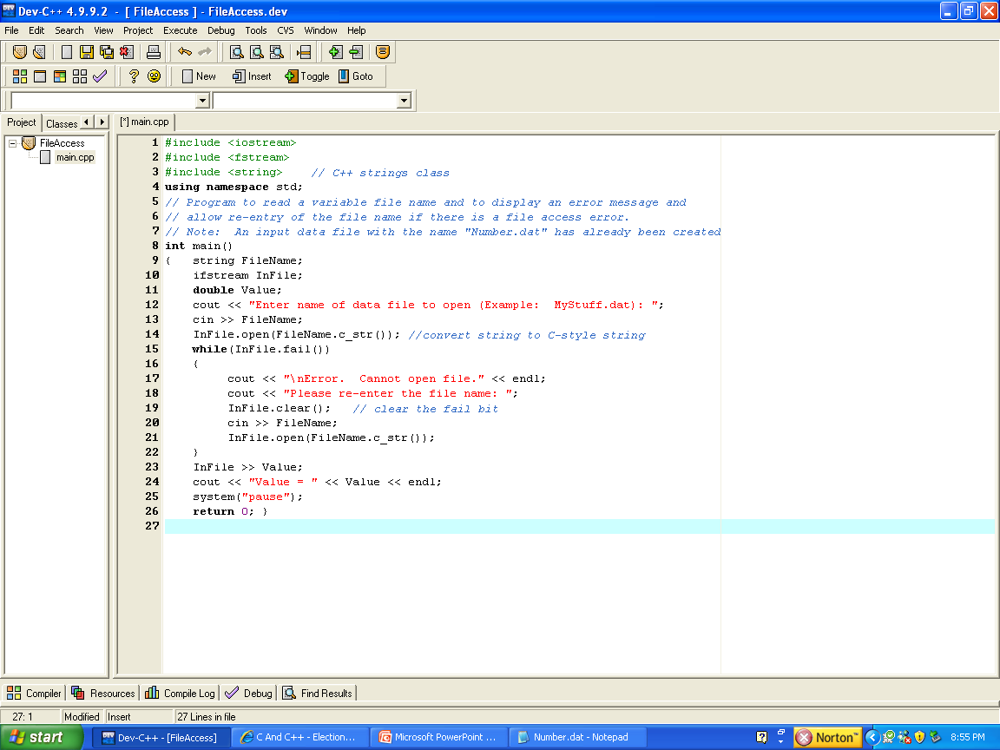 Dev-C++ 4.9.9.2 - [ FileAccess ] - FileAccess.dev
File Edit Search View Project Execute Debug Tools CVS Window Help
New Insert Toggle Goto
Project Classes [*] main.cpp
FileAccess
main.cpp
1 #include <iostream>
2 #include <fstream>
3 #include <string> // C++ strings class
4 using namespace std;
5 // Program to read a variable file name and to display an error message and
6 // allow re-entry of the file name if there is a file access error.
7 // Note: An input data file with the name "Number.dat" has already been created
8 int main()
9 { string FileName;
10 ifstream InFile;
11 double Value;
12 cout << "Enter name of data file to open (Example: MyStuff.dat): ";
13 cin >> FileName;
14 InFile.open(FileName.c_str()); //convert string to C-style string
15 while(InFile.fail())
16 {
17 cout << "\nError. Cannot open file." << endl;
18 cout << "Please re-enter the file name: ";
19 InFile.clear(); // clear the fail bit
20 cin >> FileName;
21 InFile.open(FileName.c_str());
22 }
23 InFile >> Value;
24 cout << "Value = " << Value << endl;
25 system("pause");
26 return 0; }
27
Compiler Resources Compile Log Debug Find Results
27: 1 Modified Insert 27 Lines in file
start Dev-C++ - [FileAccess] C And C++ - Election... Microsoft PowerPoint ... Number.dat - Notepad Norton™ 8:55 PM